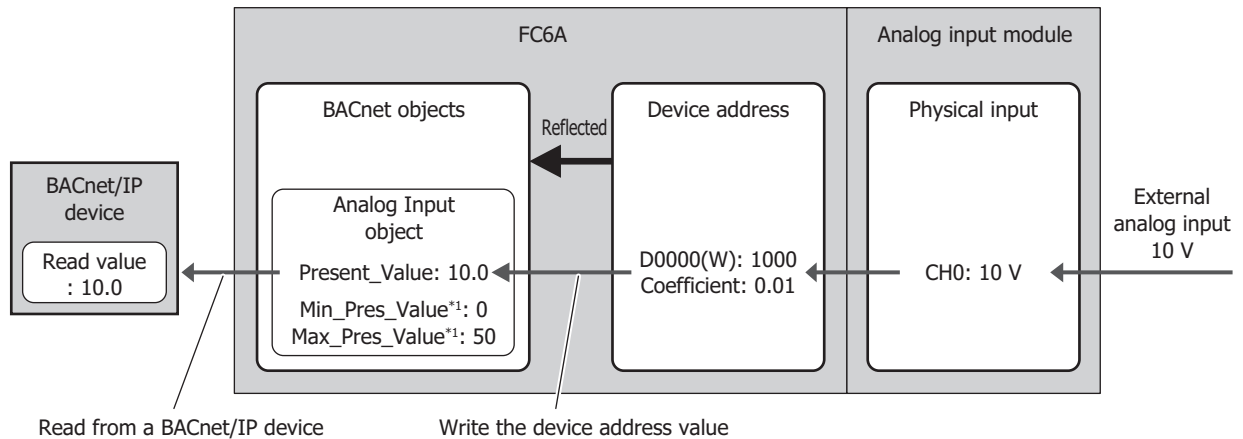 FC6A
Analog input module
BACnet objects
Reflected
Device address
Physical input
BACnet/IP
device
Read value
: 10.0
Analog Input
object
Present_Value: 10.0
Min_Pres_Value*1: 0
Max_Pres_Value*1: 50
D0000(W): 1000
Coefficient: 0.01
CH0: 10 V
External
analog input
10 V
Read from a BACnet/IP device
Write the device address value